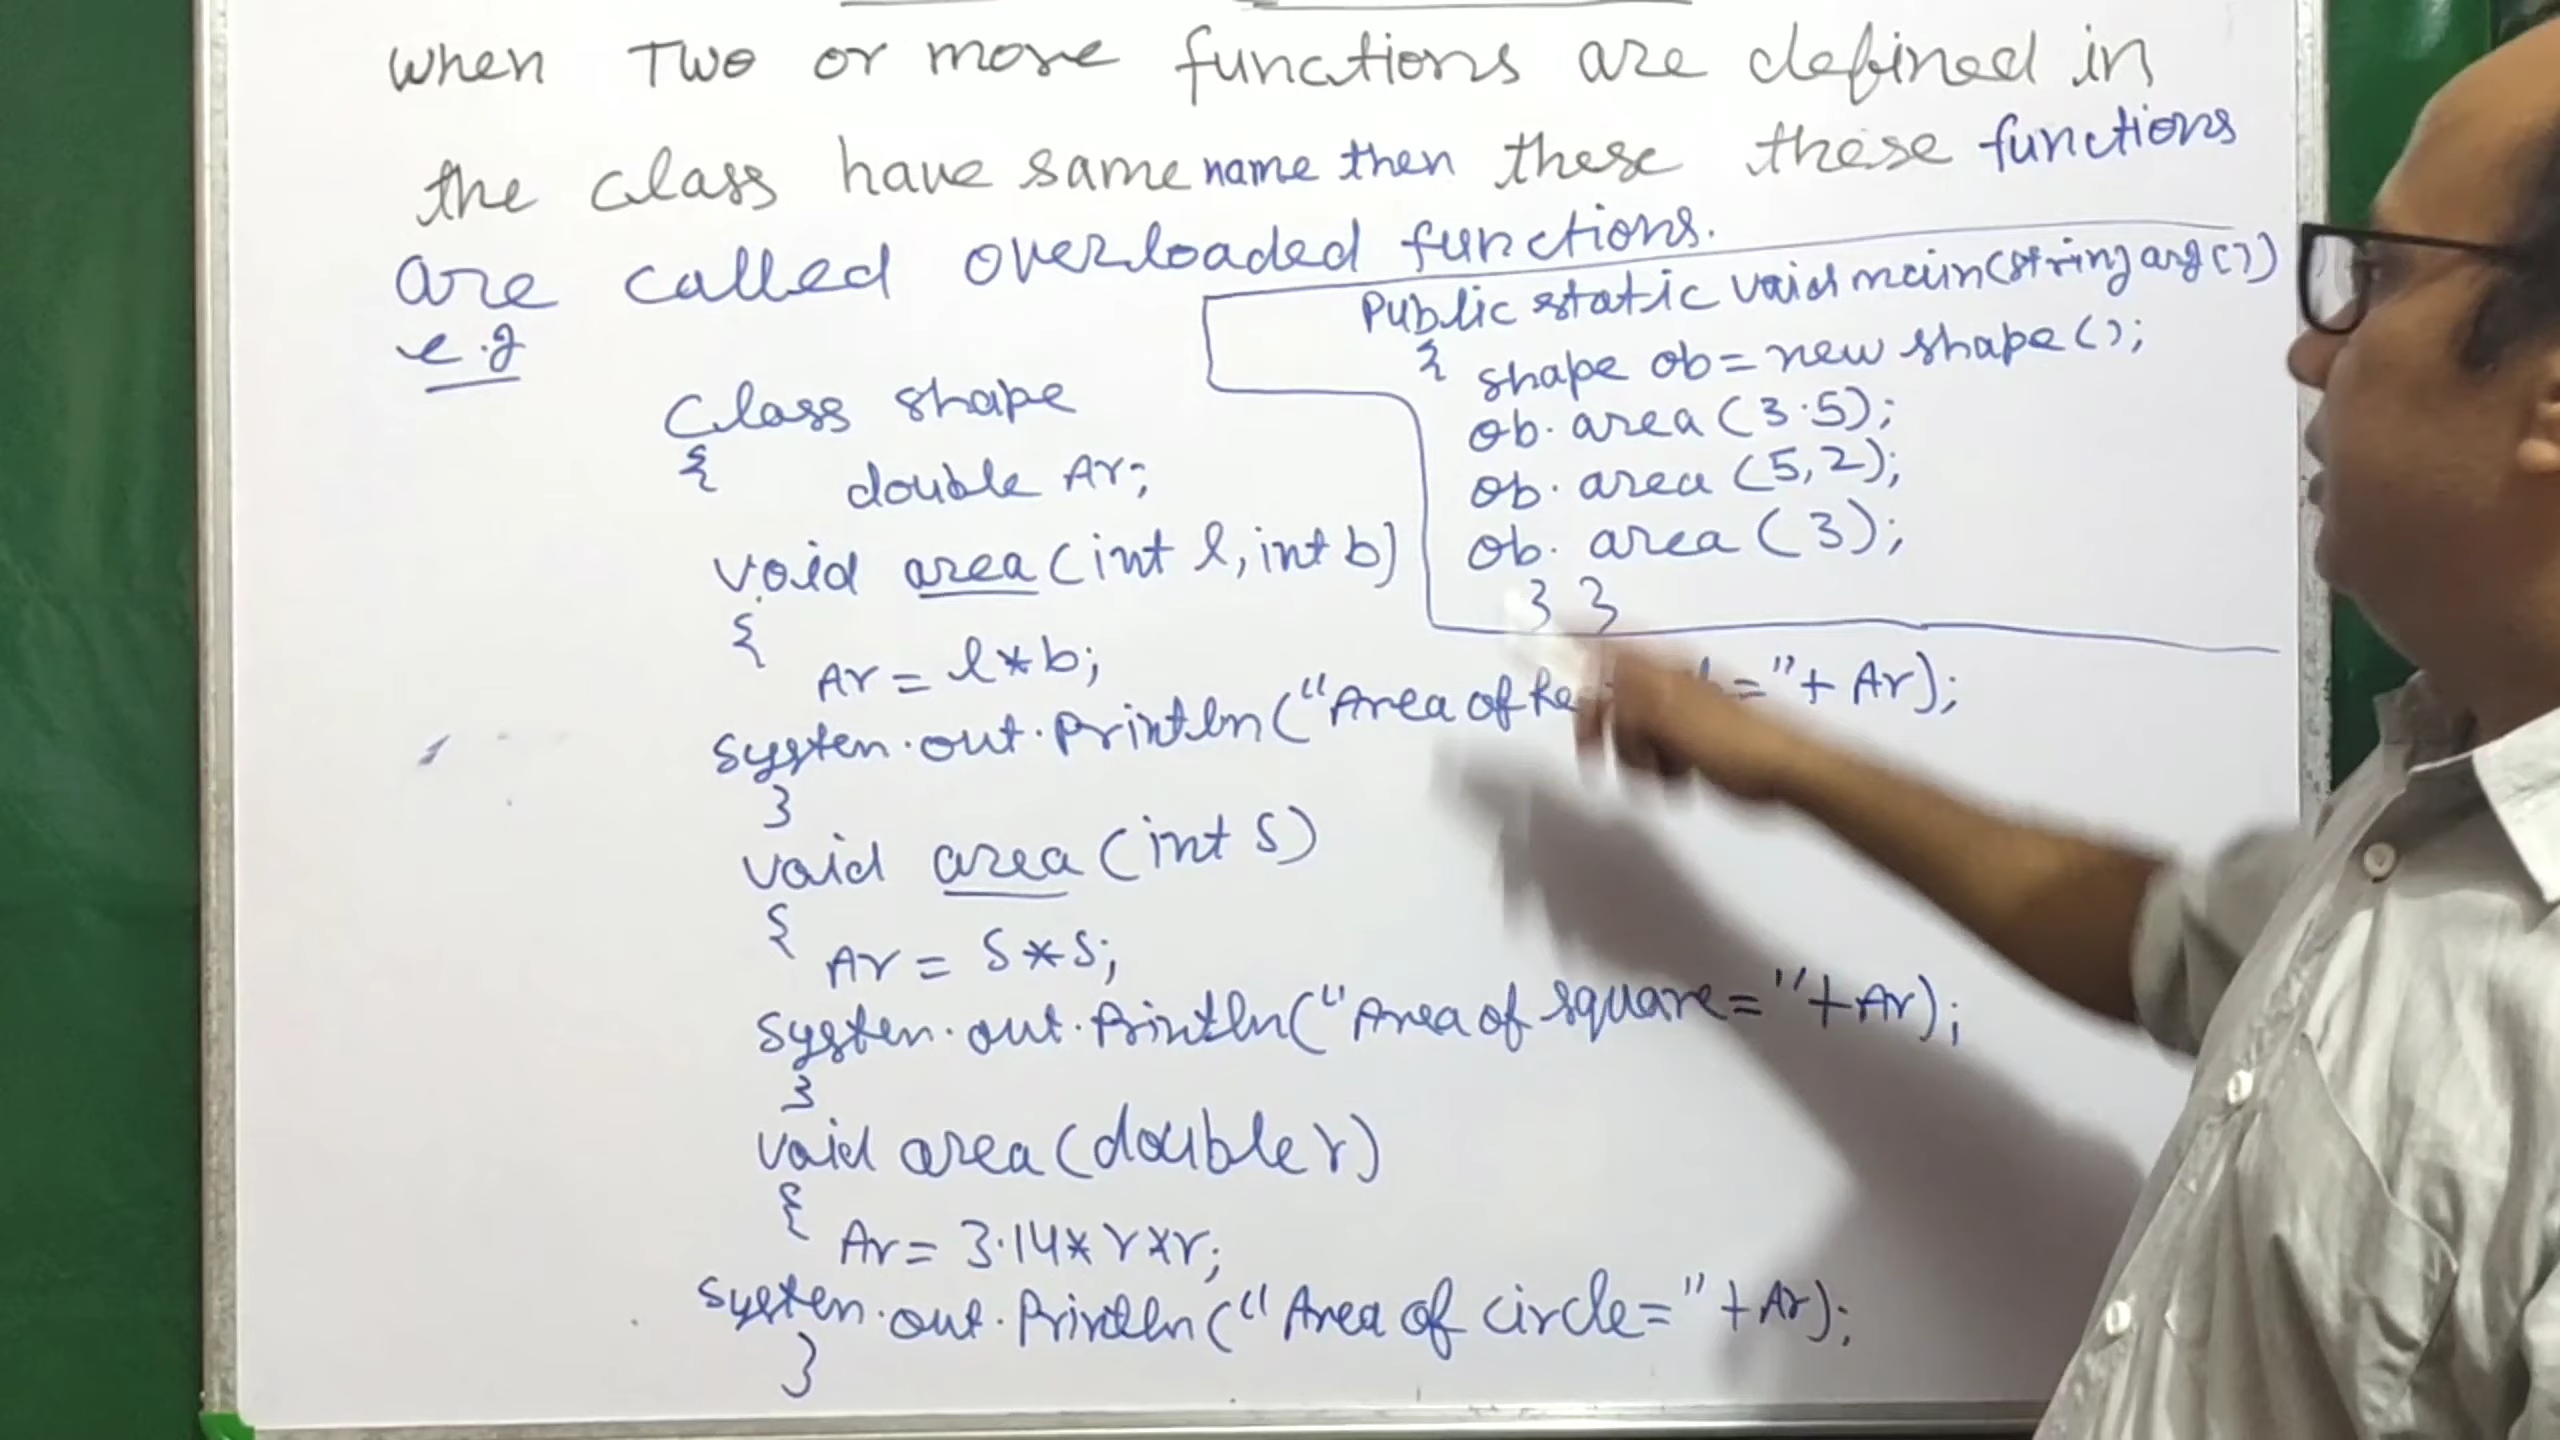 when Two or more functions are defined in
the class have same name then these these functions
are called overloaded functions.
e.g
class shape
{ double Ar;
void area (int l, int b)
{
Ar = l*b;
System.out.println("Area of =" + Ar);
}
void area (int s)
{
Ar = s*s;
System.out.println("Area of square=" + Ar);
}
void area (double r)
{
Ar = 3.14*r*r;
System.out.println("Area of circle=" + Ar);
}
Public static void main(string arg[])
{ shape ob = new shape();
ob.area (3.5);
ob.area (5,2);
ob.area (3);
} }